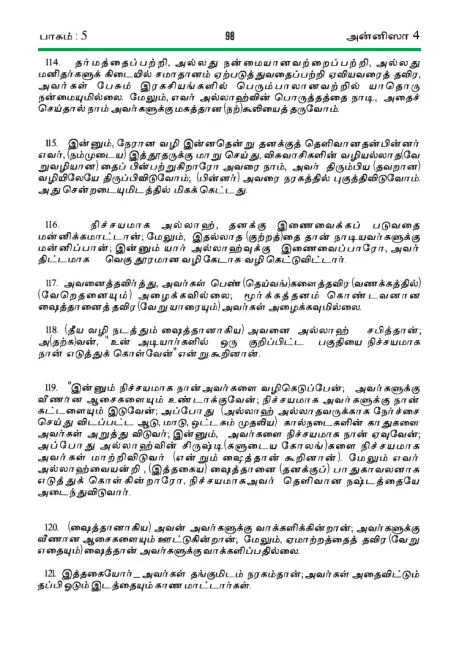 பாகம் : 5 98 அன்னிஸா 4
114. தர்மத்தைப்பற்றி, அல்லது நன்மையானவற்றைப்பற்றி, அல்லது
மனிதர்களுக் கிடையில் சமாதானம் ஏற்படுத்துவதைப்பற்றி ஏவியவரைத் தவிர,
அவர்கள் பேசும் இரகசியங்களில் பெரும்பாலானவற்றில் யாதொரு
நன்மையுமில்லை. மேலும், எவர் அல்லாஹ்வின் பொருத்தத்தை நாடி, அதைச்
செய்தால் நாம் அவர்களுக்கு மகத்தான (நற்)கூலியைத் தருவோம்.
115. இன்னும், நேரான வழி இன்னதென்று தனக்குத் தெளிவானதன் பின்னர்
எவர், (நம்முடைய) இத்தூதருக்கு மாறு செய்து, விசுவாசிகளின் வழியல்லாத(வே
றுவழியான) தைப் பின்பற்றுகிறாரோ அவரை நாம், அவர் திரும்பிய (தவறான)
வழியிலேயே திருப்பிவிடுவோம்; (பின்னர்) அவரை நரகத்தில் புகுத்திவிடுவோம்.
அது சென்றடையுமிடத்தில் மிகக்கெட்டது.
116. நிச்சயமாக அல்லாஹ், தனக்கு இணைவைக்கப் படுவதை
மன்னிக்கமாட்டான்; மேலும், இதல்லாத (குற்றத்)தை தான் நாடியவர்களுக்கு
மன்னிப்பான்; இன்னும் யார் அல்லாஹ்வுக்கு இணைவைப்பாரோ, அவர்
திட்டமாக வெகு தூரமான வழி கேடாக வழி கெட்டுவிட்டார்.
117. அவனைத்தவிர்த்து, அவர்கள் பெண் (தெய்வங்)களைத்தவிர (வணக்கத்தில்)
(வேறெதனையும்) அழைக்கவில்லை; மூர்க்கத்தனம் கொண்டவனான
ஷைத்தானைத் தவிர (வேறு யாரையும்) அவர்கள் அழைக்கவுமில்லை.
118. (தீய வழி நடத்தும் ஷைத்தானாகிய) அவனை அல்லாஹ் சபித்தான்;
அ(தற்க)வன், "உன் அடியார்களில் ஒரு குறிப்பிட்ட பகுதியை நிச்சயமாக
நான் எடுத்துக் கொள்வேன்" என்று கூறினான்.
119. "இன்னும் நிச்சயமாக நான்அவர்களை வழிகெடுப்பேன்; அவர்களுக்கு
வீணான ஆசைகளையும் உண்டாக்குவேன்; நிச்சயமாக அவர்களுக்கு நான்
கட்டளையும் இடுவேன்; அப்போது (அல்லாஹ் அல்லாதவருக்காக நேர்ச்சை
செய்து விடப்பட்ட ஆடு, மாடு, ஒட்டகம் முதலிய) கால்நடைகளின் காதுகளை
அவர்கள் அறுத்து விடுவர்; இன்னும், அவர்களை நிச்சயமாக நான் ஏவுவேன்;
அப்போது அல்லாஹ்வின் சிருஷ்டி(களுடைய கோலங்)களை நிச்சயமாக
அவர்கள் மாற்றிவிடுவர் (என்றும் ஷைத்தான் கூறினான்). மேலும் எவர்
அல்லாஹ்வையன்றி , (இத்தகைய) ஷைத்தானை (தனக்குப்) பாதுகாவலனாக
எடுத்துக் கொள்கின்றாரோ, நிச்சயமாகஅவர் தெளிவான நஷ்டத்தையே
அடைந்துவிடுவார்.
120. (ஷைத்தானாகிய) அவன் அவர்களுக்கு வாக்களிக்கின்றான்; அவர்களுக்கு
வீணான ஆசைகளையும் ஊட்டுகின்றான்; மேலும், ஏமாற்றத்தைத் தவிர (வேறு
எதையும்) ஷைத்தான் அவர்களுக்கு வாக்களிப்பதில்லை.
121. இத்தகையோர்_அவர்கள் தங்குமிடம் நரகம்தான்; அவர்கள் அதைவிட்டும்
தப்பி ஓடும் இடத்தையும் காண மாட்டார்கள்.